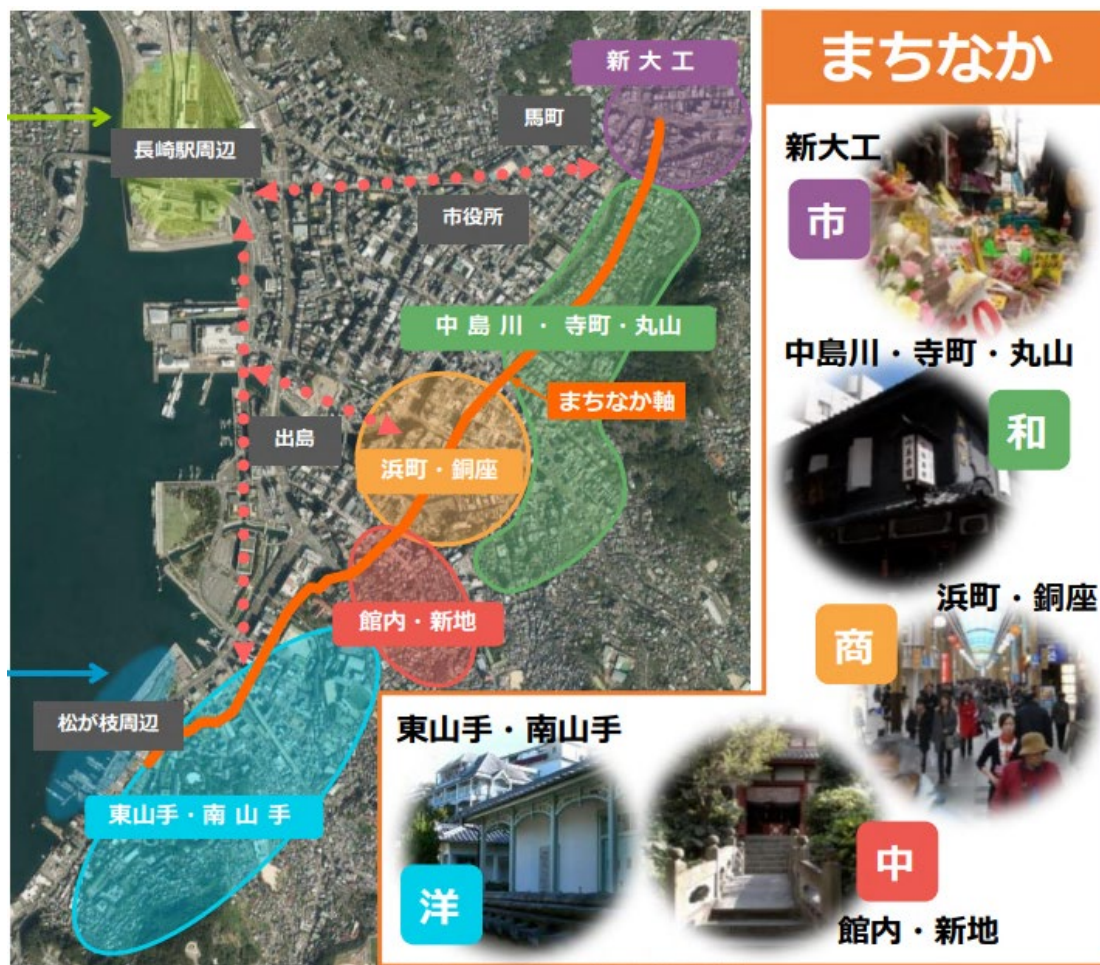 新大工
馬町
長崎駅周辺
市役所
中島川・寺町・丸山
まちなか軸
出島
浜町・銅座
館内・新地
松が枝周辺
東山手・南山手
まちなか
新大工
市
中島川・寺町・丸山
和
浜町・銅座
商
東山手・南山手
洋
中
館内・新地